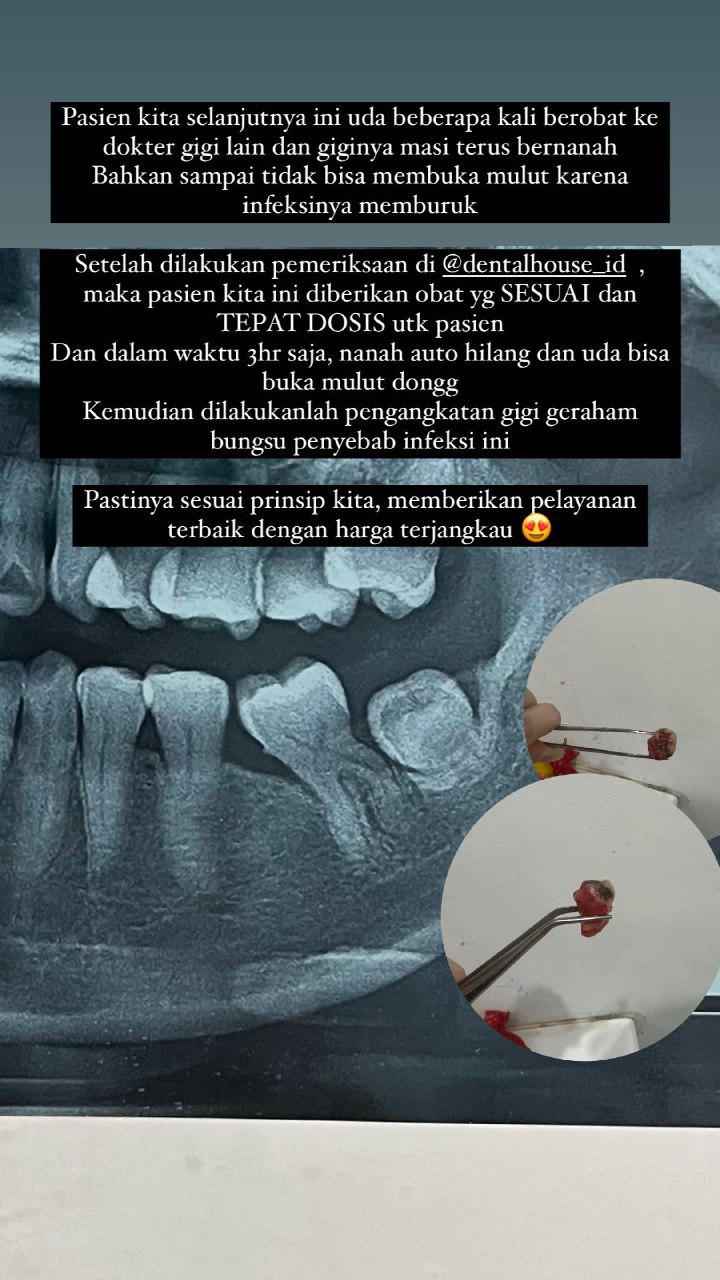 Pasien kita selanjutnya ini uda beberapa kali berobat ke
dokter gigi lain dan giginya masi terus bernanah
Bahkan sampai tidak bisa membuka mulut karena
infeksinya memburuk
Setelah dilakukan pemeriksaan di @dentalhouse_id ,
maka pasien kita ini diberikan obat yg SESUAI dan
TEPAT DOSIS utk pasien
Dan dalam waktu 3hr saja, nanah auto hilang dan uda bisa
buka mulut dongg
Kemudian dilakukanlah pengangkatan gigi geraham
bungsu penyebab infeksi ini
Pastinya sesuai prinsip kita, memberikan pelayanan
terbaik dengan harga terjangkau 😍